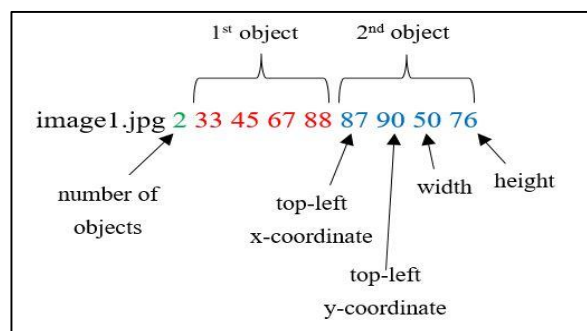 1st object 2nd object
image1.jpg 2 33 45 67 88 87 90 50 76
number of
objects
top-left
x-coordinate
top-left
y-coordinate
width
height